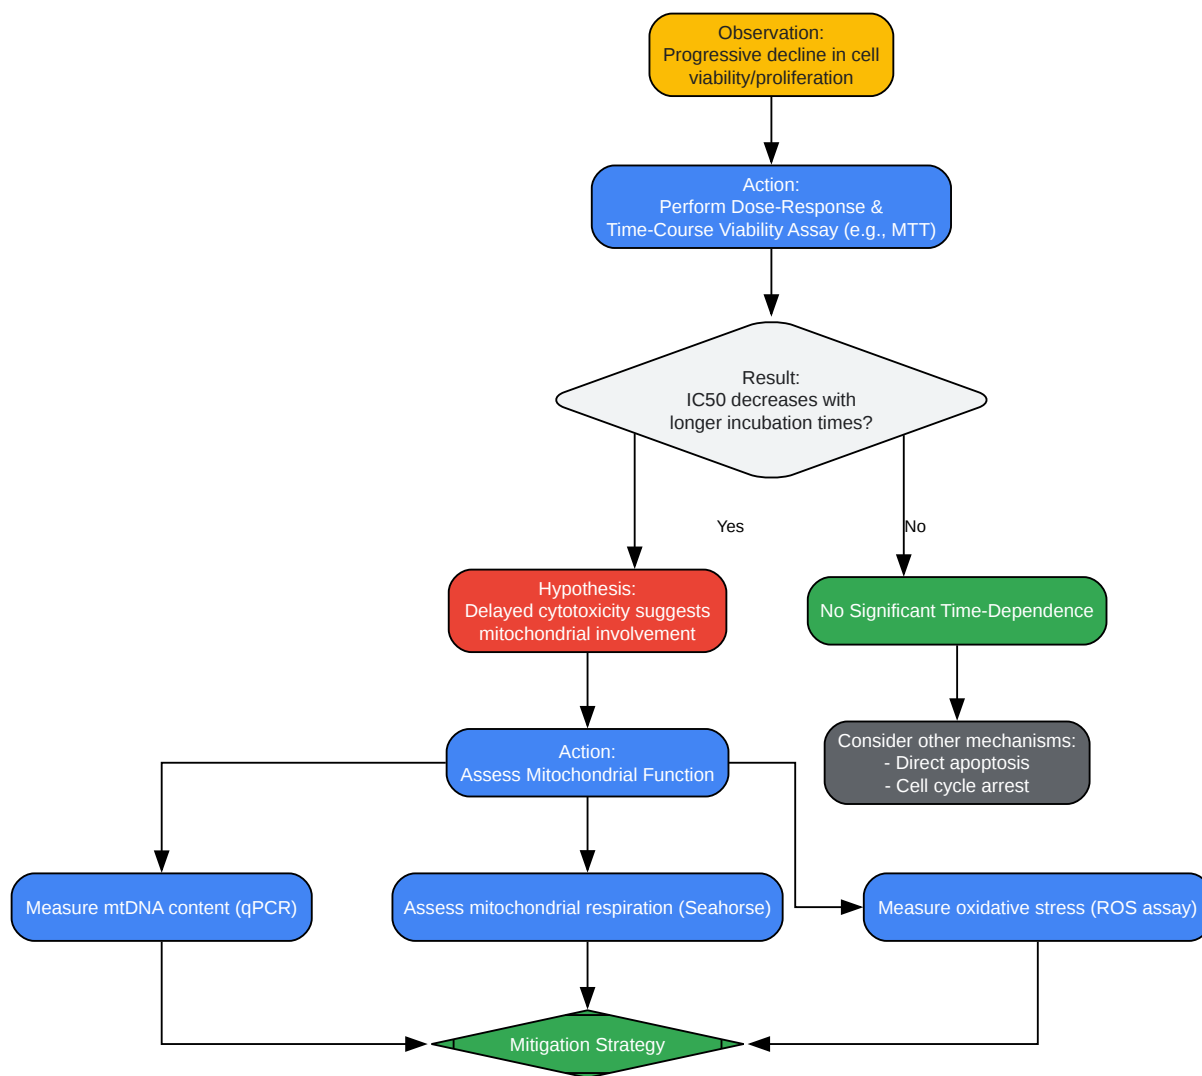 Observation:
Progressive decline in cell
viability/proliferation
Action:
Perform Dose-Response &
Time-Course Viability Assay (e.g., MTT)
Result:
IC50 decreases with
longer incubation times?
Yes
No
Hypothesis:
Delayed cytotoxicity suggests
mitochondrial involvement
No Significant Time-Dependence
Action:
Assess Mitochondrial Function
Consider other mechanisms:
- Direct apoptosis
- Cell cycle arrest
Measure mtDNA content (qPCR)
Assess mitochondrial respiration (Seahorse)
Measure oxidative stress (ROS assay)
Mitigation Strategy